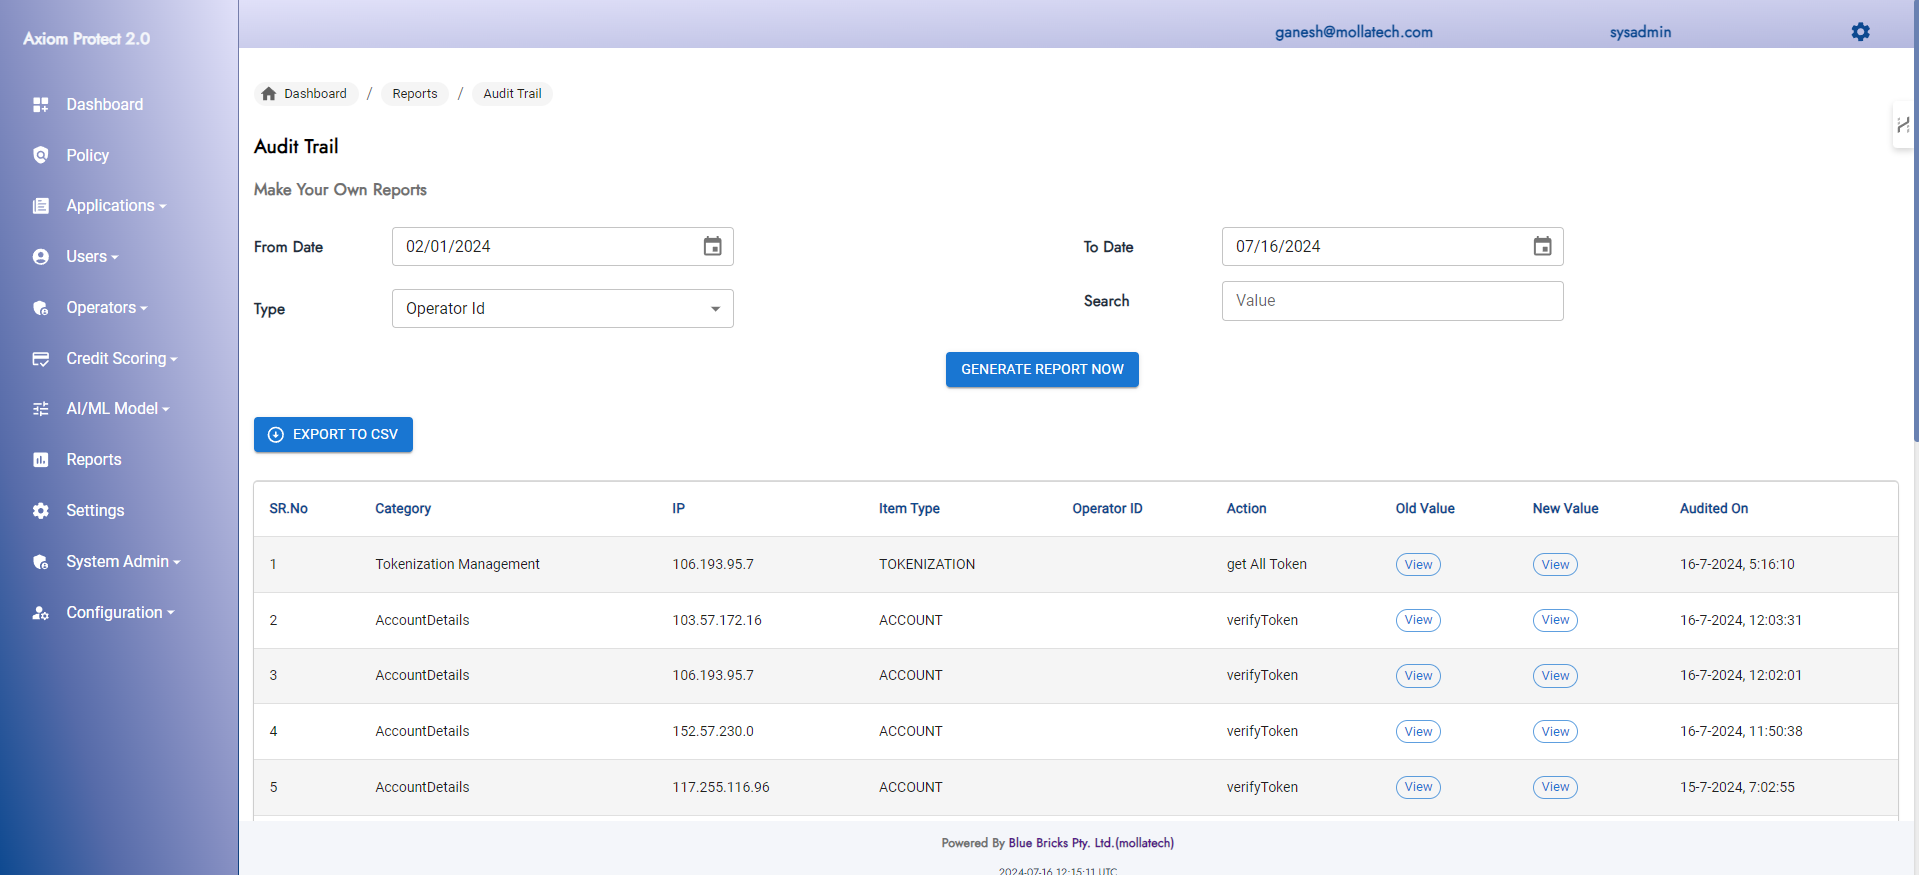 Axiom Protect 2.0
ganesh@mollatech.com
sysadmin
Dashboard
Policy
Applications
Users
Operators
Credit Scoring
AI/ML Model
Reports
Settings
System Admin
Configuration
Dashboard / Reports / Audit Trail
Audit Trail
Make Your Own Reports
From Date 02/01/2024 To Date 07/16/2024
Type Operator Id Search Value
GENERATE REPORT NOW
EXPORT TO CSV
SR.No Category IP Item Type Operator ID Action Old Value New Value Audited On
1 Tokenization Management 106.193.95.7 TOKENIZATION get All Token View View 16-7-2024, 5:16:10
2 AccountDetails 103.57.172.16 ACCOUNT verifyToken View View 16-7-2024, 12:03:31
3 AccountDetails 106.193.95.7 ACCOUNT verifyToken View View 16-7-2024, 12:02:01
4 AccountDetails 152.57.230.0 ACCOUNT verifyToken View View 16-7-2024, 11:50:38
5 AccountDetails 117.255.116.96 ACCOUNT verifyToken View View 15-7-2024, 7:02:55
Powered By Blue Bricks Pty. Ltd.(mollatech)
2024-07-16 12:15:11 UTC